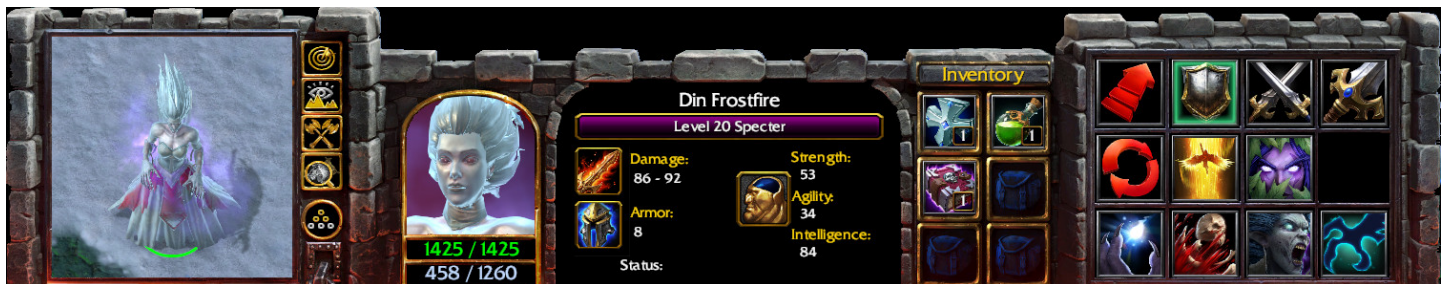 Din Frostfire
Level 20 Specter
Damage:
86 - 92
Armor:
8
Status:
Strength:
53
Agility:
34
Intelligence:
84
1425 / 1425
458 / 1260
Inventory
1
1
1